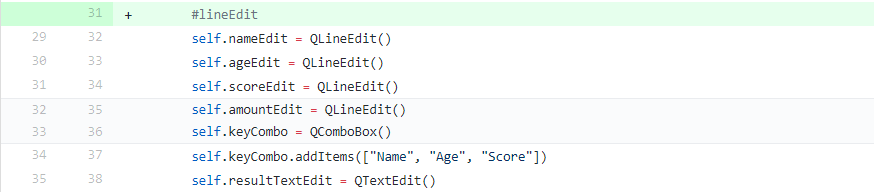 31 + #lineEdit
29 32 self.nameEdit = QLineEdit()
30 33 self.ageEdit = QLineEdit()
31 34 self.scoreEdit = QLineEdit()
32 35 self.amountEdit = QLineEdit()
33 36 self.keyCombo = QComboBox()
34 37 self.keyCombo.addItems(["Name", "Age", "Score"])
35 38 self.resultTextEdit = QTextEdit()